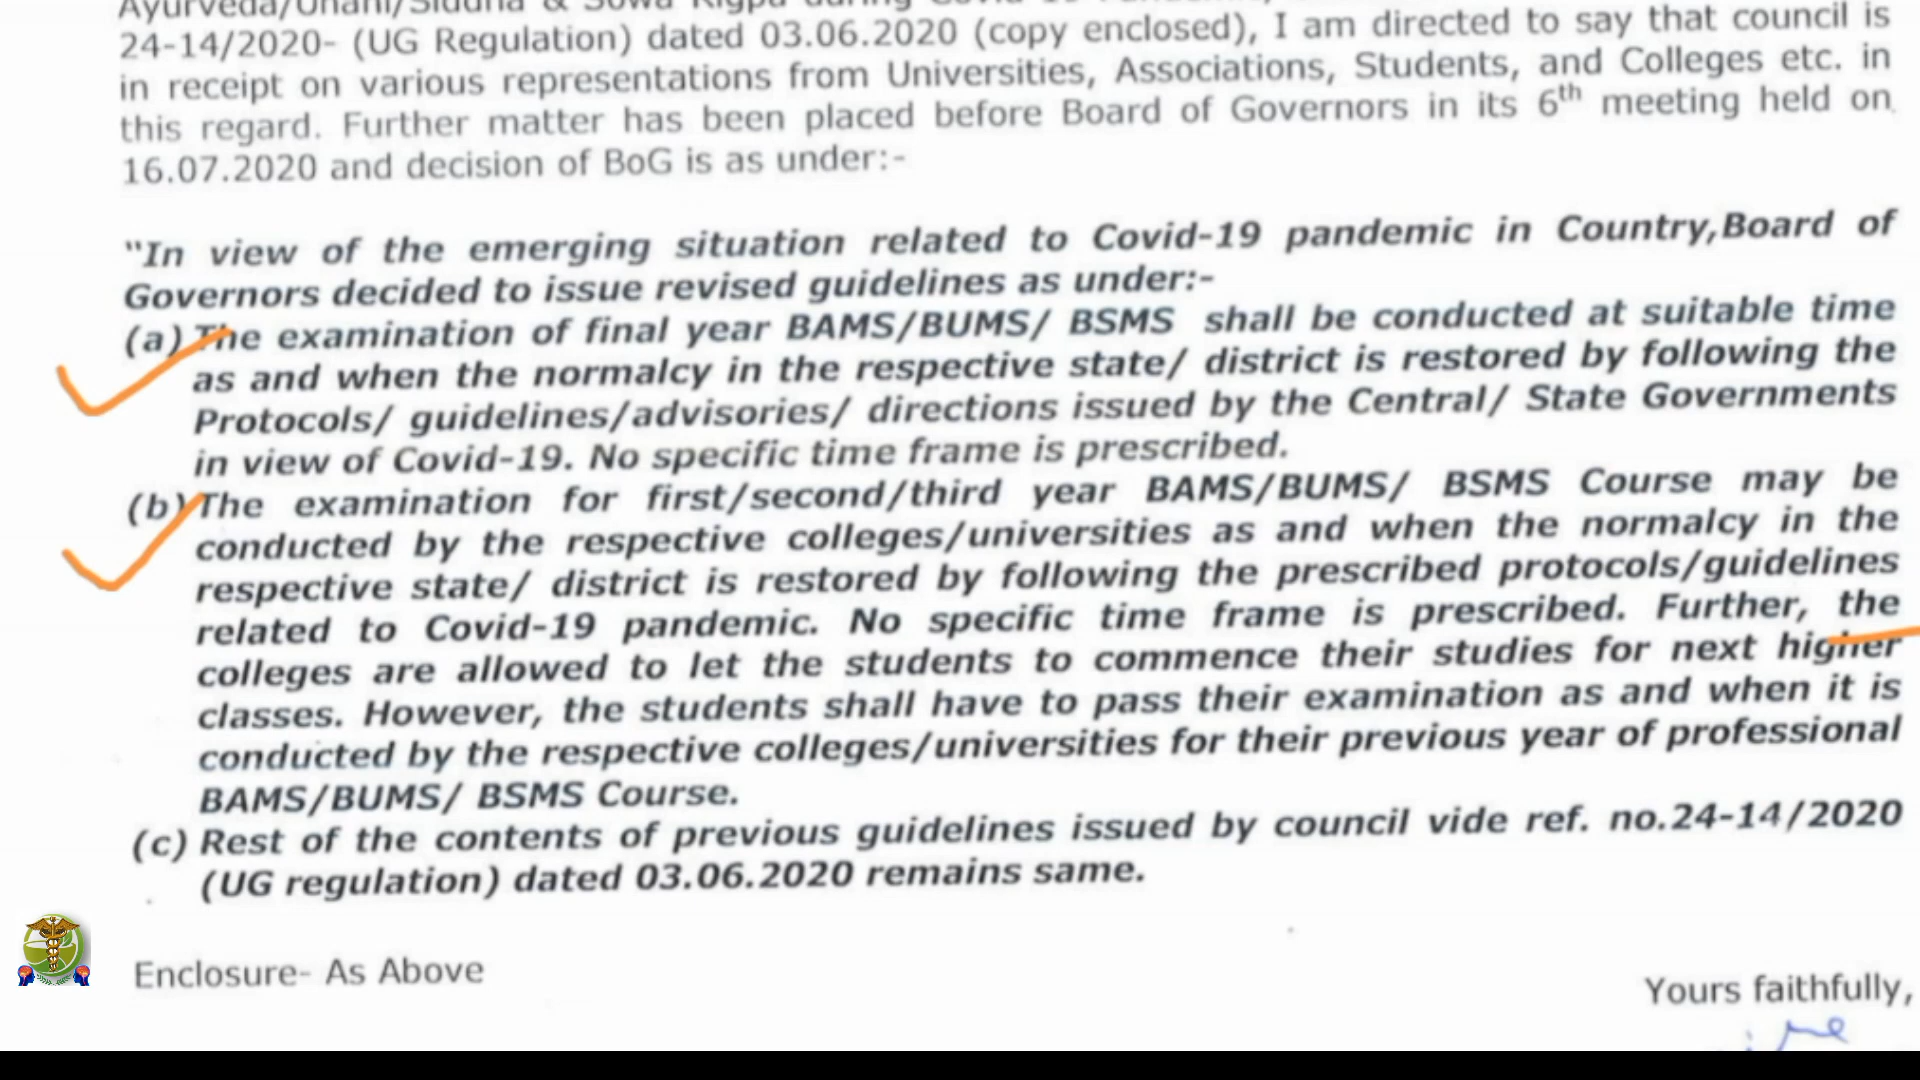 Ayurveda/Unani/Siddha & Sowa Rigpa during Covid-19 Pandemic,
24-14/2020- (UG Regulation) dated 03.06.2020 (copy enclosed), I am directed to say that council is
in receipt on various representations from Universities, Associations, Students, and Colleges etc. in
this regard. Further matter has been placed before Board of Governors in its 6th meeting held on
16.07.2020 and decision of BoG is as under:-
"In view of the emerging situation related to Covid-19 pandemic in Country,Board of
Governors decided to issue revised guidelines as under:-
(a) The examination of final year BAMS/BUMS/ BSMS shall be conducted at suitable time
as and when the normalcy in the respective state/ district is restored by following the
Protocols/ guidelines/advisories/ directions issued by the Central/ State Governments
in view of Covid-19. No specific time frame is prescribed.
(b) The examination for first/second/third year BAMS/BUMS/ BSMS Course may be
conducted by the respective colleges/universities as and when the normalcy in the
respective state/ district is restored by following the prescribed protocols/guidelines
related to Covid-19 pandemic. No specific time frame is prescribed. Further, the
colleges are allowed to let the students to commence their studies for next higher
classes. However, the students shall have to pass their examination as and when it is
conducted by the respective colleges/universities for their previous year of professional
BAMS/BUMS/ BSMS Course.
(c) Rest of the contents of previous guidelines issued by council vide ref. no.24-14/2020
(UG regulation) dated 03.06.2020 remains same.
Enclosure- As Above
Yours faithfully,